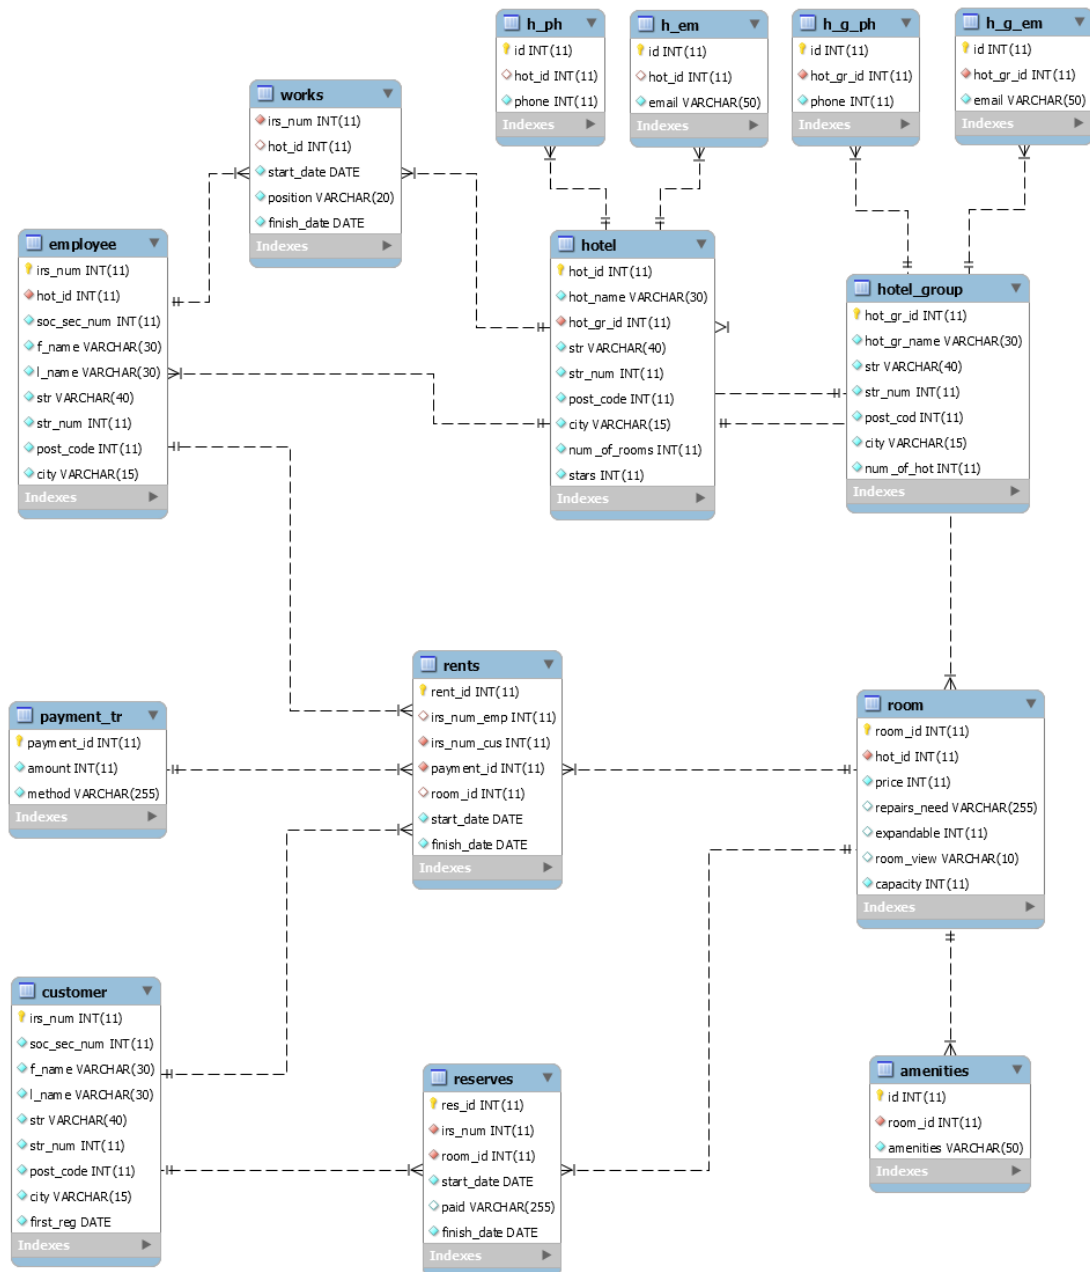 h_ph
id INT(11)
hot_id INT(11)
phone INT(11)
Indexes
h_em
id INT(11)
hot_id INT(11)
email VARCHAR(50)
Indexes
h_g_ph
id INT(11)
hot_gr_id INT(11)
phone INT(11)
Indexes
h_g_em
id INT(11)
hot_gr_id INT(11)
email VARCHAR(50)
Indexes
works
irs_num INT(11)
hot_id INT(11)
start_date DATE
position VARCHAR(20)
finish_date DATE
Indexes
employee
irs_num INT(11)
hot_id INT(11)
soc_sec_num INT(11)
f_name VARCHAR(30)
l_name VARCHAR(30)
str VARCHAR(40)
str_num INT(11)
post_code INT(11)
city VARCHAR(15)
Indexes
hotel
hot_id INT(11)
hot_name VARCHAR(30)
hot_gr_id INT(11)
str VARCHAR(40)
str_num INT(11)
post_code INT(11)
city VARCHAR(15)
num_of_rooms INT(11)
stars INT(11)
Indexes
hotel_group
hot_gr_id INT(11)
hot_gr_name VARCHAR(30)
str VARCHAR(40)
str_num INT(11)
post_cod INT(11)
city VARCHAR(15)
num_of_hot INT(11)
Indexes
rents
rent_id INT(11)
irs_num_emp INT(11)
irs_num_cus INT(11)
payment_id INT(11)
room_id INT(11)
start_date DATE
finish_date DATE
Indexes
payment_tr
payment_id INT(11)
amount INT(11)
method VARCHAR(255)
Indexes
room
room_id INT(11)
hot_id INT(11)
price INT(11)
repairs_need VARCHAR(255)
expandable INT(11)
room_view VARCHAR(10)
capacity INT(11)
Indexes
customer
irs_num INT(11)
soc_sec_num INT(11)
f_name VARCHAR(30)
l_name VARCHAR(30)
str VARCHAR(40)
str_num INT(11)
post_code INT(11)
city VARCHAR(15)
first_reg DATE
Indexes
reserves
res_id INT(11)
irs_num INT(11)
room_id INT(11)
start_date DATE
paid VARCHAR(255)
finish_date DATE
Indexes
amenities
id INT(11)
room_id INT(11)
amenities VARCHAR(50)
Indexes